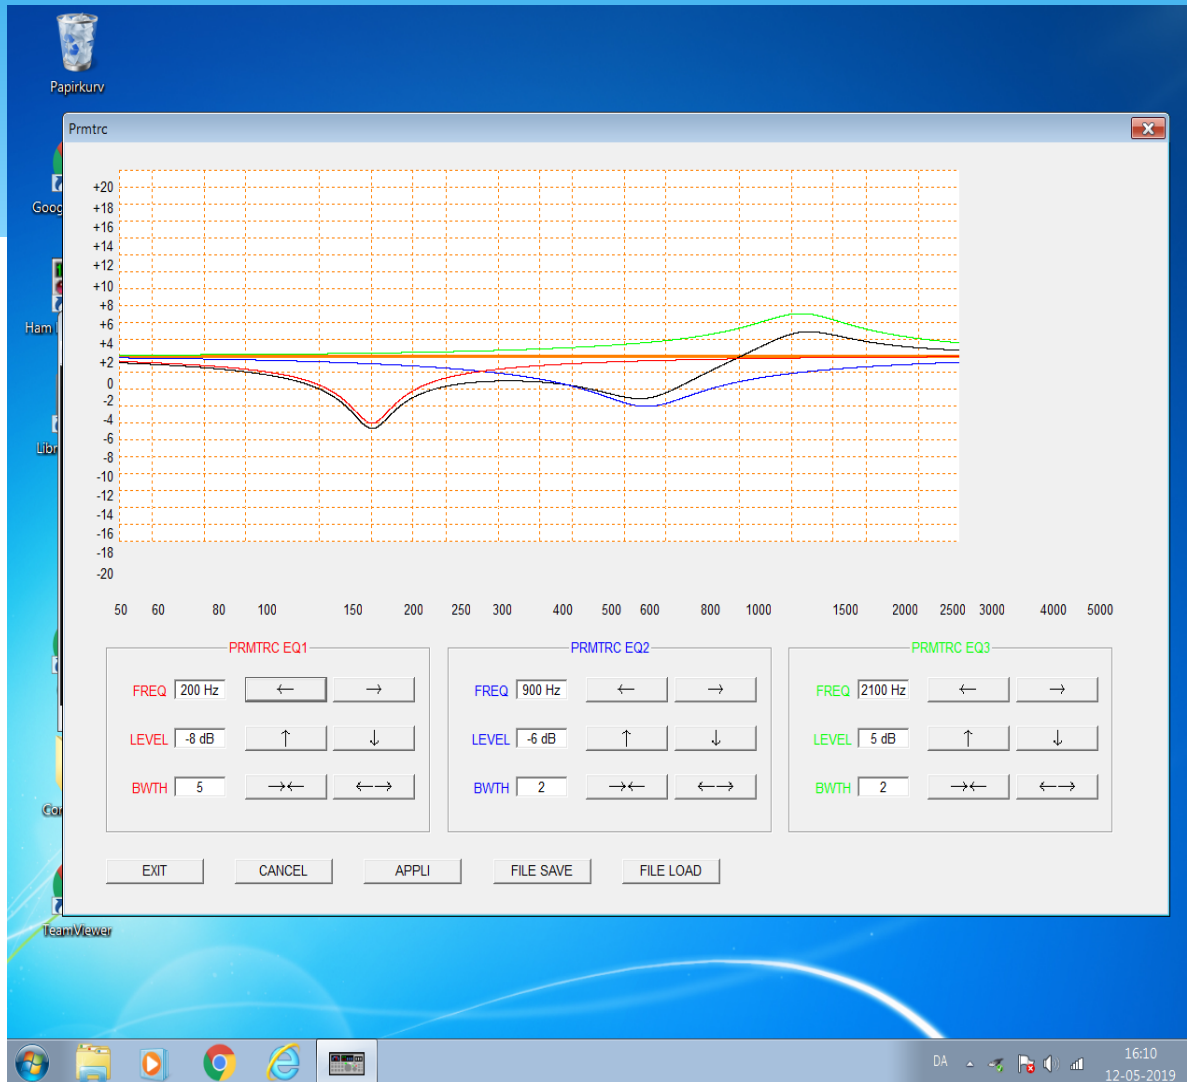 Papirkurv
Prmtrc
Goog
Ham
Libr
Cor
TeamViewer
+20
+18
+16
+14
+12
+10
+8
+6
+4
+2
0
-2
-4
-6
-8
-10
-12
-14
-16
-18
-20
50 60 80 100 150 200 250 300 400 500 600 800 1000 1500 2000 2500 3000 4000 5000
PRMTRC EQ1
FREQ 200 Hz ← →
LEVEL -8 dB ↑ ↓
BWTH 5 →← ←→
PRMTRC EQ2
FREQ 900 Hz ← →
LEVEL -6 dB ↑ ↓
BWTH 2 →← ←→
PRMTRC EQ3
FREQ 2100 Hz ← →
LEVEL 5 dB ↑ ↓
BWTH 2 →← ←→
EXIT CANCEL APPLI FILE SAVE FILE LOAD
DA
16:10
12-05-2019